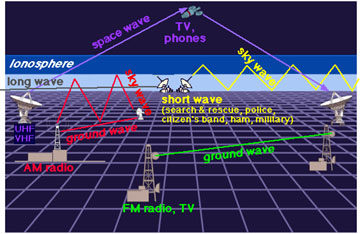 space wave
TV,
phones
Ionosphere
sky wave
long wave
sky wave
short wave
(search & rescue, police,
citizen's band, ham, military)
UHF
VHF
ground wave
ground wave
AM radio
FM radio, TV